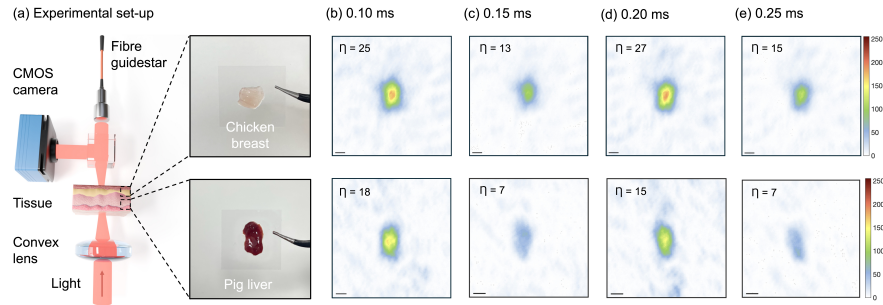 (a) Experimental set-up
(b) 0.10 ms
(c) 0.15 ms
(d) 0.20 ms
(e) 0.25 ms
Fibre
guidestar
CMOS
camera
Tissue
Convex
lens
Light
Chicken
breast
Pig liver
η = 25
η = 13
η = 27
η = 15
250
200
150
100
50
0
η = 18
η = 7
η = 15
η = 7
250
200
150
100
50
0